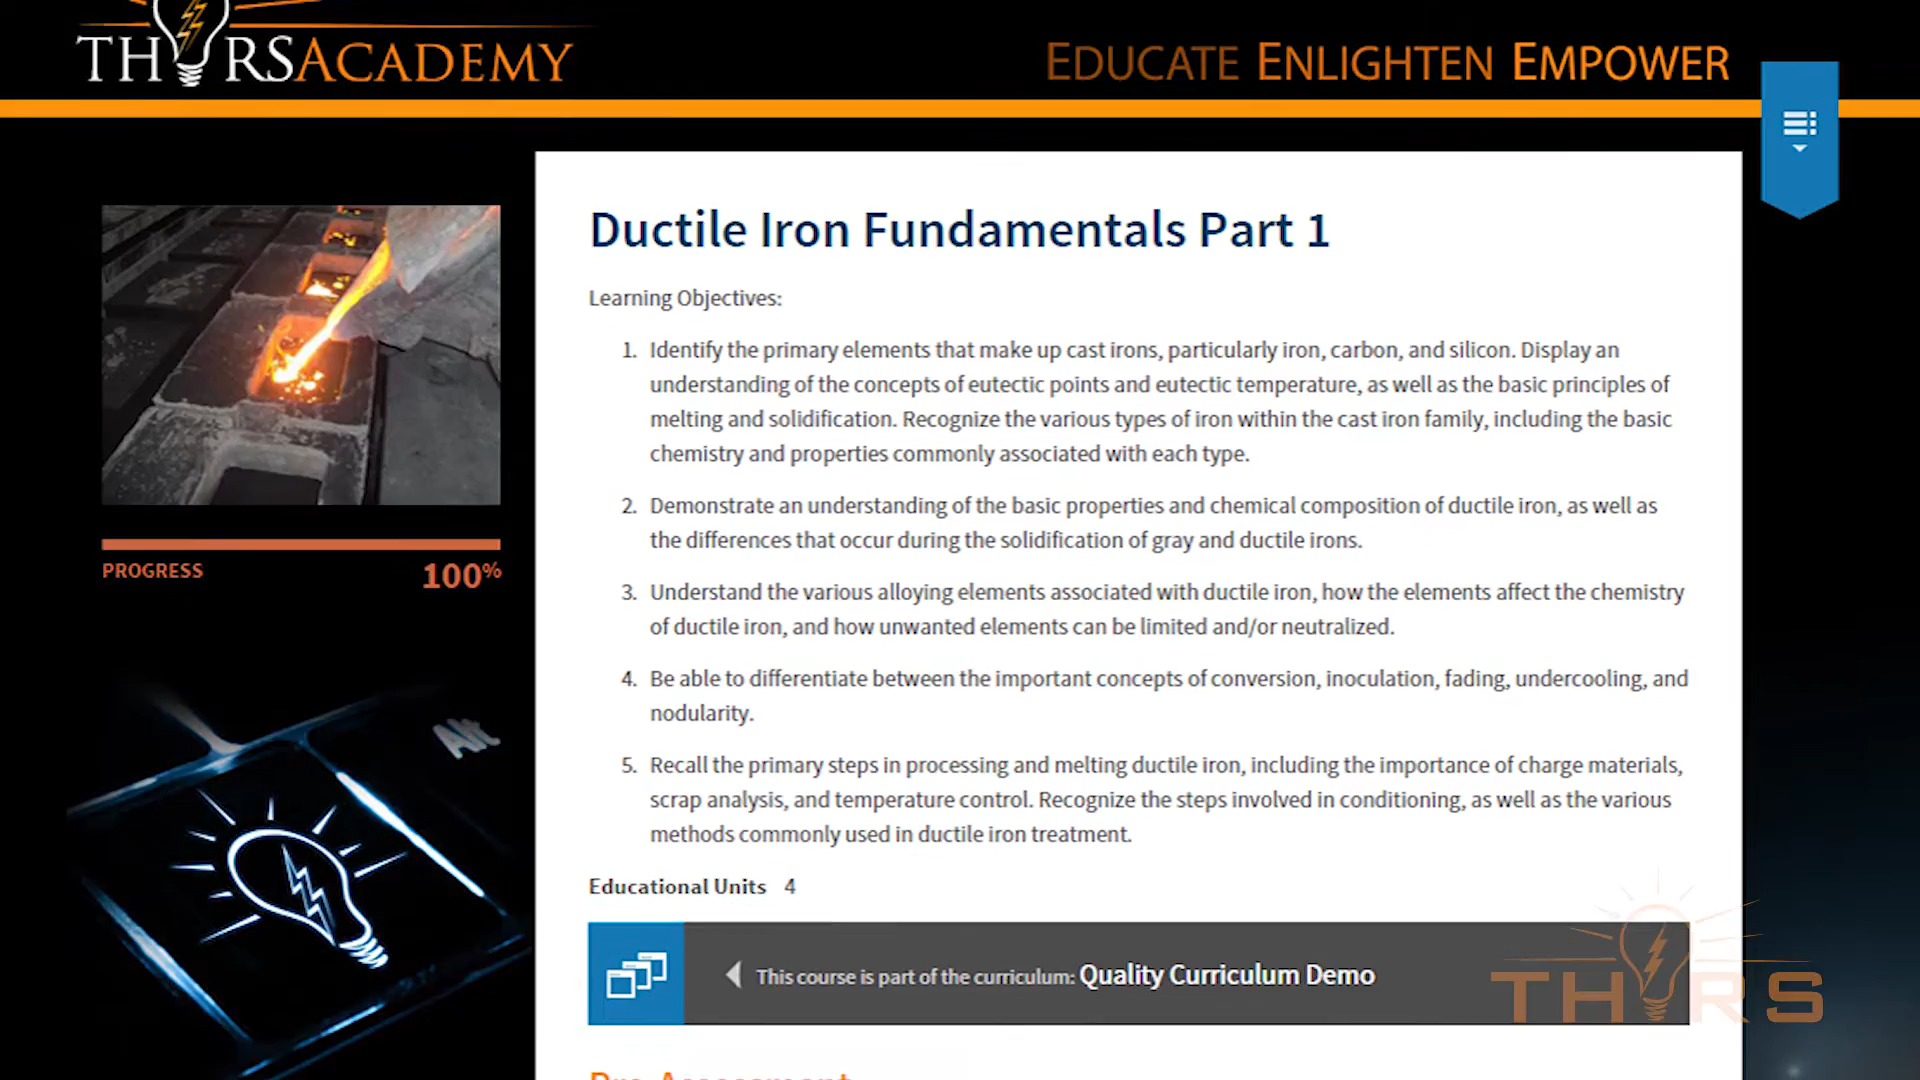 THORSACADEMY
EDUCATE ENLIGHTEN EMPOWER
Ductile Iron Fundamentals Part 1
Learning Objectives:
1. Identify the primary elements that make up cast irons, particularly iron, carbon, and silicon. Display an
understanding of the concepts of eutectic points and eutectic temperature, as well as the basic principles of
melting and solidification. Recognize the various types of iron within the cast iron family, including the basic
chemistry and properties commonly associated with each type.
2. Demonstrate an understanding of the basic properties and chemical composition of ductile iron, as well as
the differences that occur during the solidification of gray and ductile irons.
3. Understand the various alloying elements associated with ductile iron, how the elements affect the chemistry
of ductile iron, and how unwanted elements can be limited and/or neutralized.
4. Be able to differentiate between the important concepts of conversion, inoculation, fading, undercooling, and
nodularity.
5. Recall the primary steps in processing and melting ductile iron, including the importance of charge materials,
scrap analysis, and temperature control. Recognize the steps involved in conditioning, as well as the various
methods commonly used in ductile iron treatment.
PROGRESS 100%
Alt
Educational Units 4
This course is part of the curriculum: Quality Curriculum Demo
THORS
Pre-Assessment